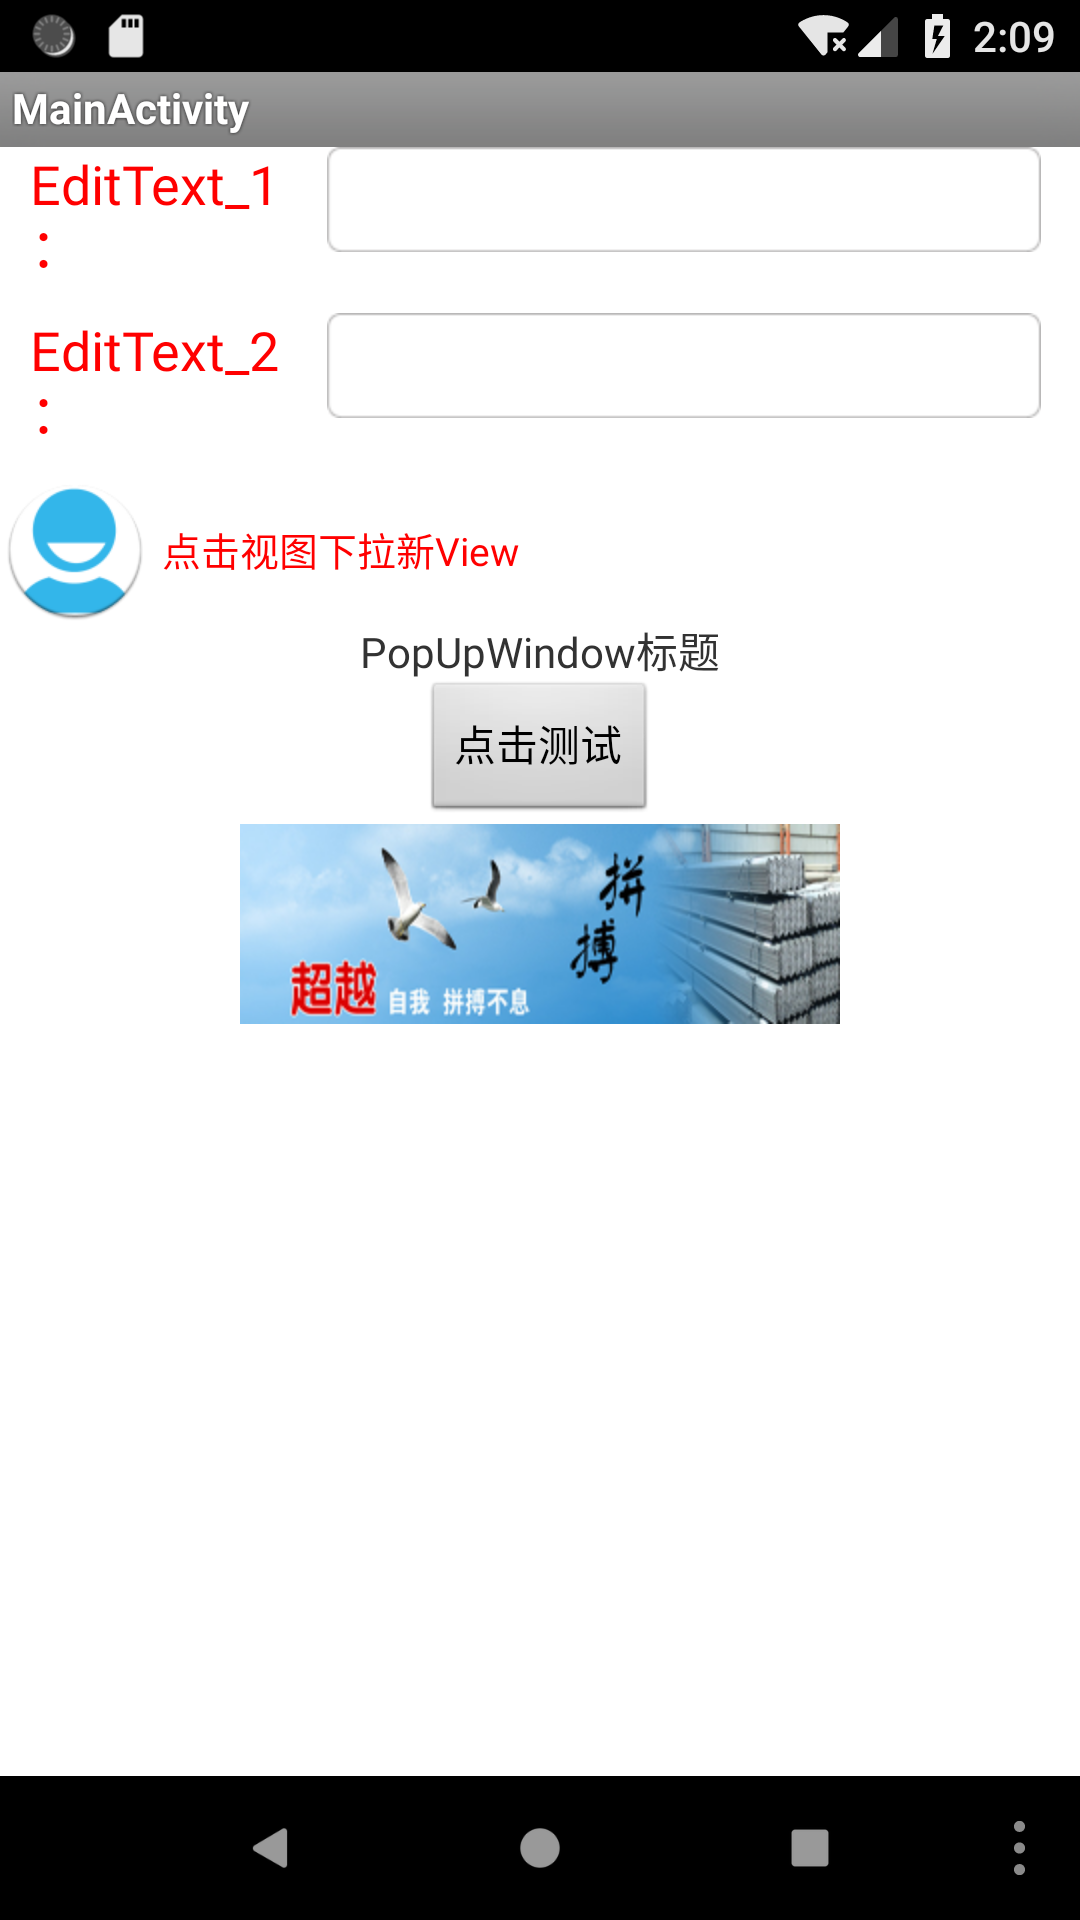 2:09
MainActivity
EditText_1
:
EditText_2
:
点击视图下拉新View
PopUpWindow标题
点击测试
拼
搏
超越 自我 拼搏不息